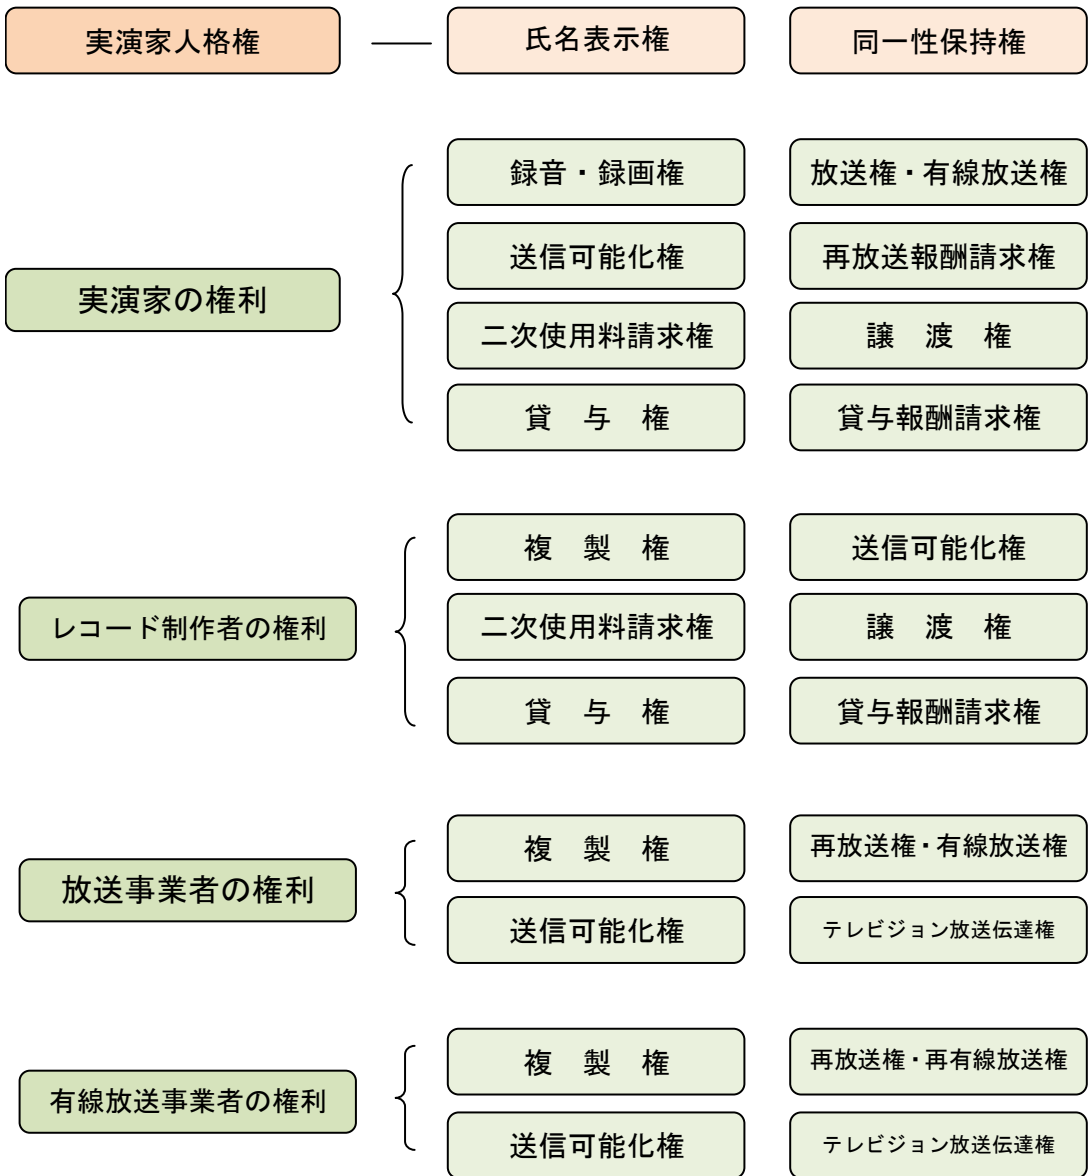 実演家人格権
氏名表示権
同一性保持権
実演家の権利
録音・録画権
放送権・有線放送権
送信可能化権
再放送報酬請求権
二次使用料請求権
譲 渡 権
貸 与 権
貸与報酬請求権
レコード制作者の権利
複 製 権
送信可能化権
二次使用料請求権
譲 渡 権
貸 与 権
貸与報酬請求権
放送事業者の権利
複 製 権
再放送権・有線放送権
送信可能化権
テレビジョン放送伝達権
有線放送事業者の権利
複 製 権
再放送権・再有線放送権
送信可能化権
テレビジョン放送伝達権